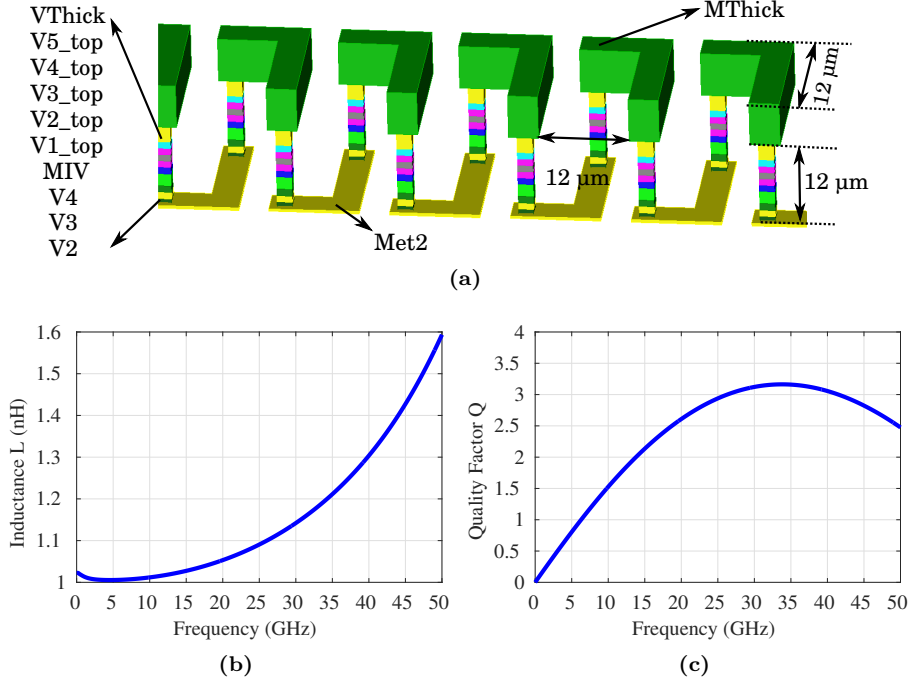 VThick
V5_top
V4_top
V3_top
V2_top
V1_top
MIV
V4
V3
V2
MThick
12 µm
12 µm
12 µm
Met2
(a)
Inductance L (nH)
1.6
1.5
1.4
1.3
1.2
1.1
1
0 5 10 15 20 25 30 35 40 45 50
Frequency (GHz)
(b)
Quality Factor Q
4
3.5
3
2.5
2
1.5
1
0.5
0
0 5 10 15 20 25 30 35 40 45 50
Frequency (GHz)
(c)